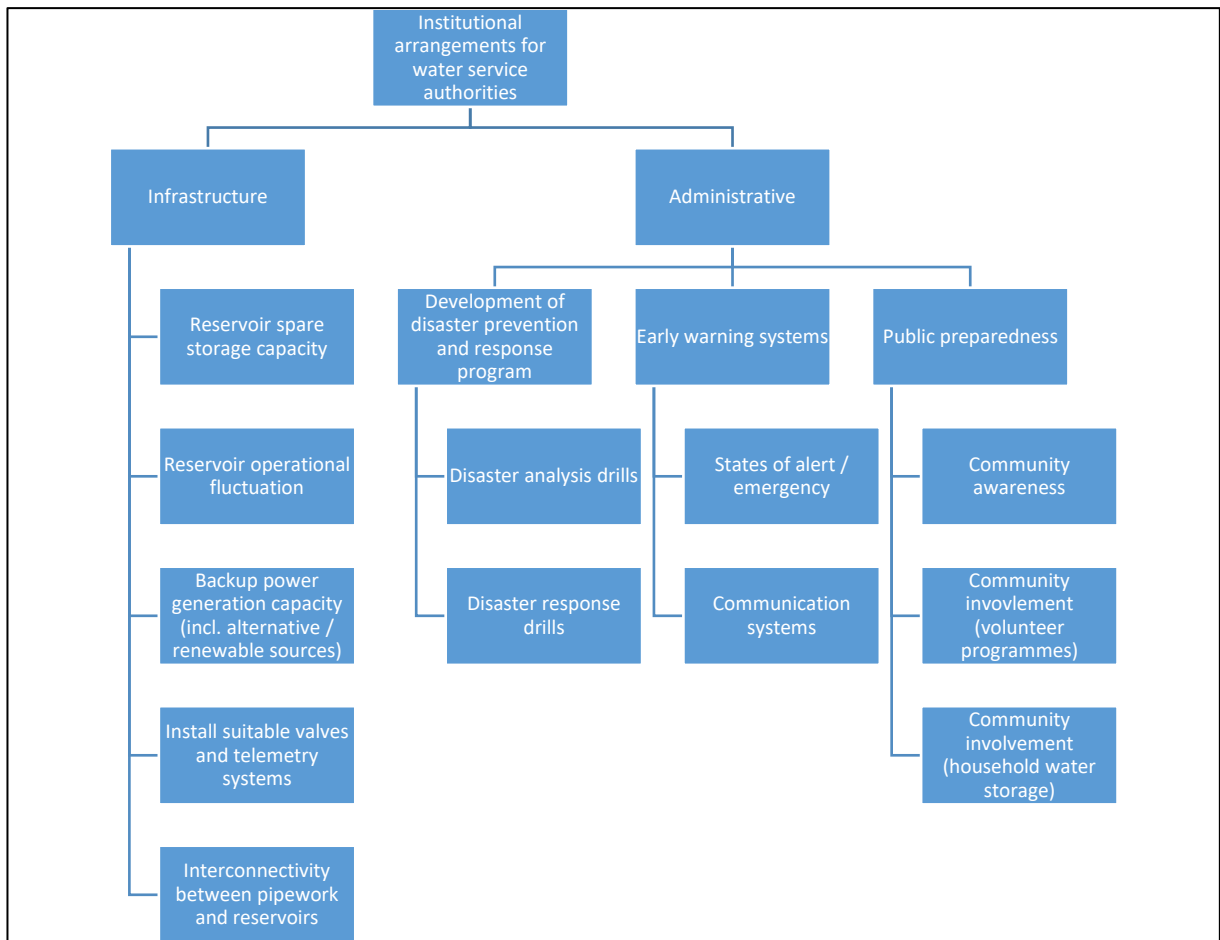 Institutional
arrangements for
water service
authorities
Infrastructure
Administrative
Reservoir spare
storage capacity
Reservoir operational
fluctuation
Backup power
generation capacity
(incl. alternative /
renewable sources)
Install suitable valves
and telemetry
systems
Interconnectivity
between pipework
and reservoirs
Development of
disaster prevention
and response
program
Disaster analysis drills
Disaster response
drills
Early warning systems
States of alert /
emergency
Communication
systems
Public preparedness
Community
awareness
Community
invovlement
(volunteer
programmes)
Community
involvement
(household water
storage)